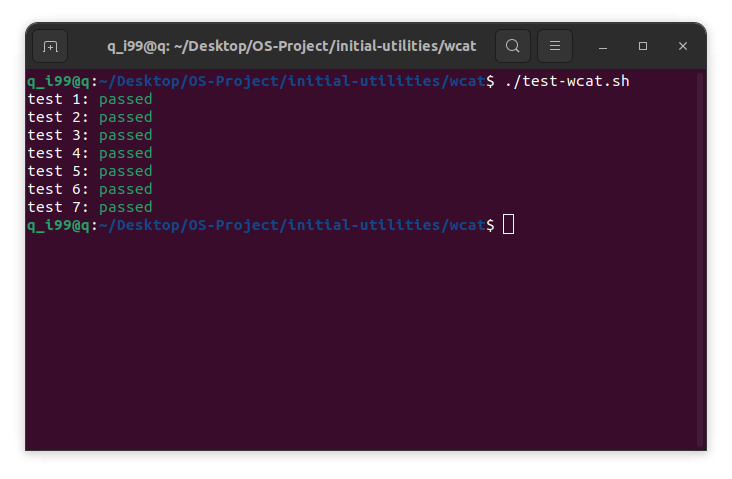 q_i99@q: ~/Desktop/OS-Project/initial-utilities/wcat
q_i99@q:~/Desktop/OS-Project/initial-utilities/wcat$ ./test-wcat.sh
test 1: passed
test 2: passed
test 3: passed
test 4: passed
test 5: passed
test 6: passed
test 7: passed
q_i99@q:~/Desktop/OS-Project/initial-utilities/wcat$